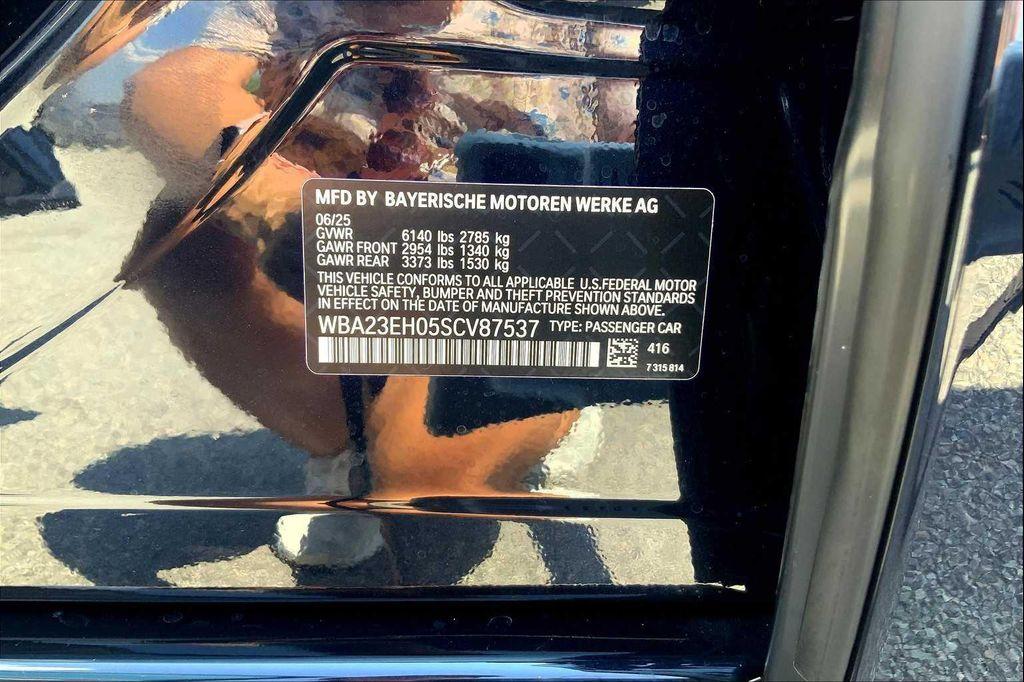 MFD BY BAYERISCHE MOTOREN WERKE AG
06/25
GVWR 6140 lbs 2785 kg
GAWR FRONT 2954 lbs 1340 kg
GAWR REAR 3373 lbs 1530 kg
THIS VEHICLE CONFORMS TO ALL APPLICABLE U.S.FEDERAL MOTOR
VEHICLE SAFETY, BUMPER AND THEFT PREVENTION STANDARDS
IN EFFECT ON THE DATE OF MANUFACTURE SHOWN ABOVE.
WBA23EH05SCV87537 TYPE: PASSENGER CAR
416
7 315 814